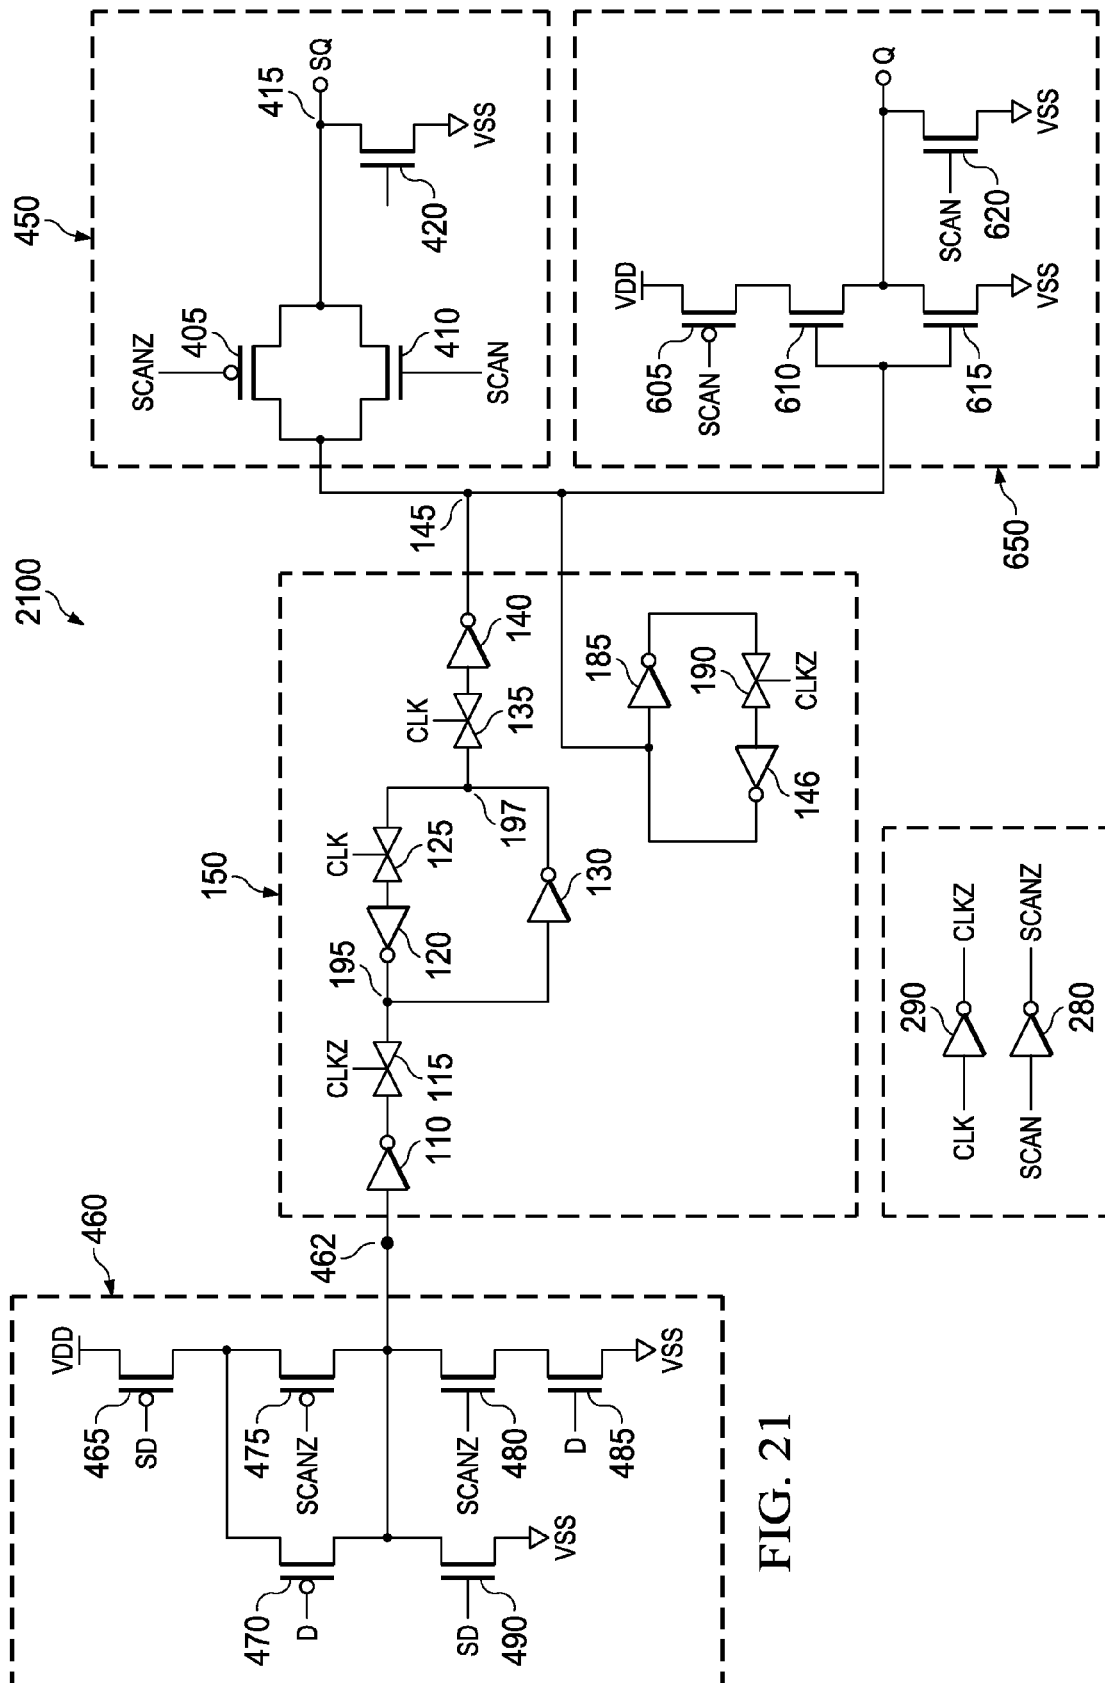 2100
460
VDD
465
SD
475
SCANZ
470
D
480
SCANZ
485
D
VSS
490
SD
VSS
462
150
110
CLKZ
115
195
120
CLK
125
197
130
CLK
135
140
145
185
190
CLKZ
146
450
SCANZ
405
410
SCAN
415
SQ
420
VSS
650
VDD
605
SCAN
610
615
VSS
Q
SCAN
620
VSS
290
CLK
CLKZ
SCAN
SCANZ
280
FIG. 21